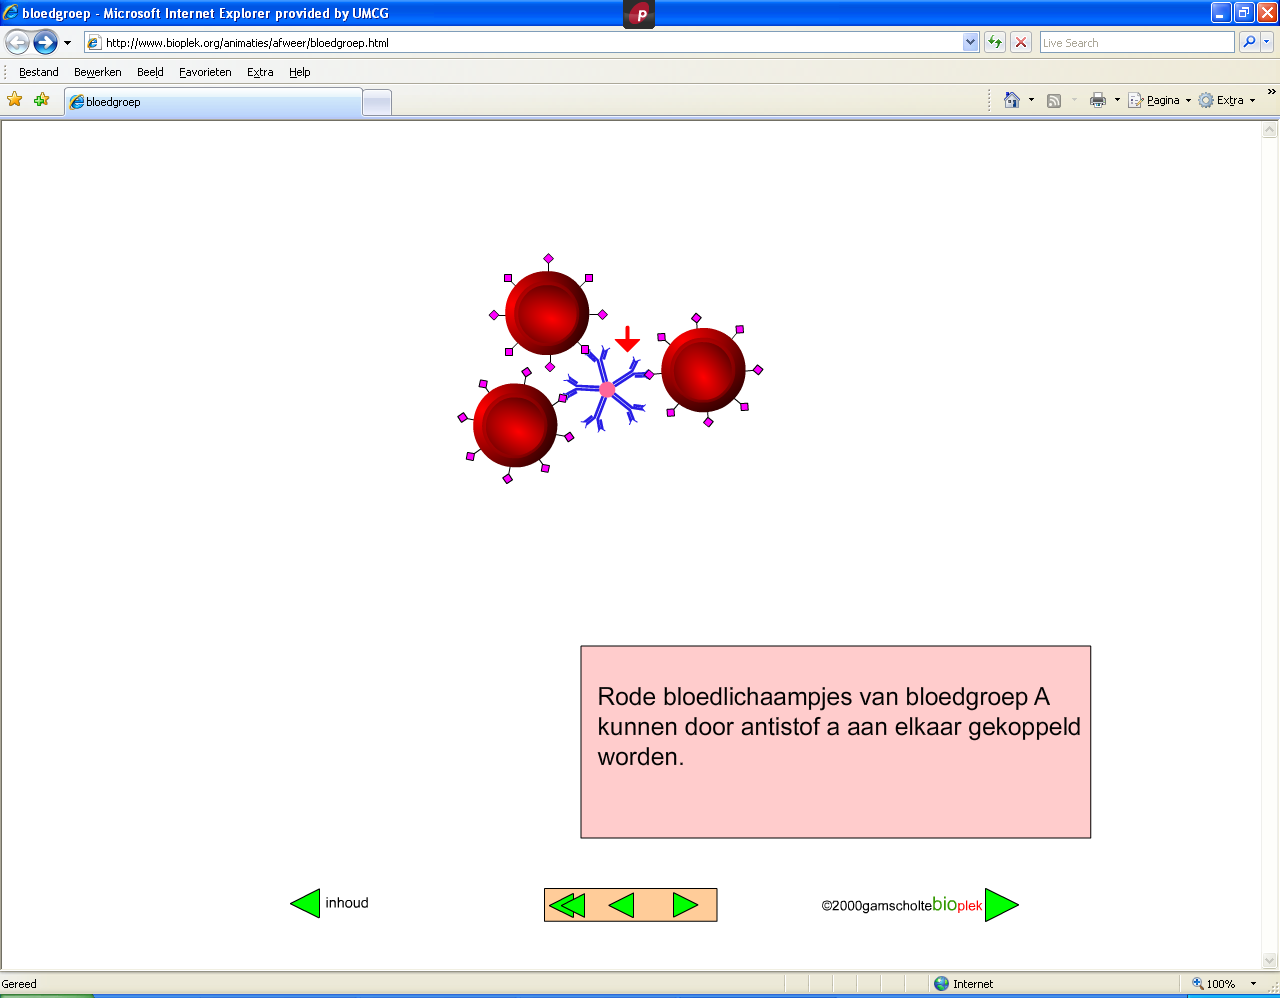 bloedgroep - Microsoft Internet Explorer provided by UMCG
http://www.bioplek.org/animaties/afweer/bloedgroep.html
Live Search
Bestand Bewerken Beeld Favorieten Extra Help
bloedgroep
Pagina Extra
Rode bloedlichaampjes van bloedgroep A
kunnen door antistof a aan elkaar gekoppeld
worden.
inhoud
©2000gamscholtebioplek
Gereed
Internet
100%